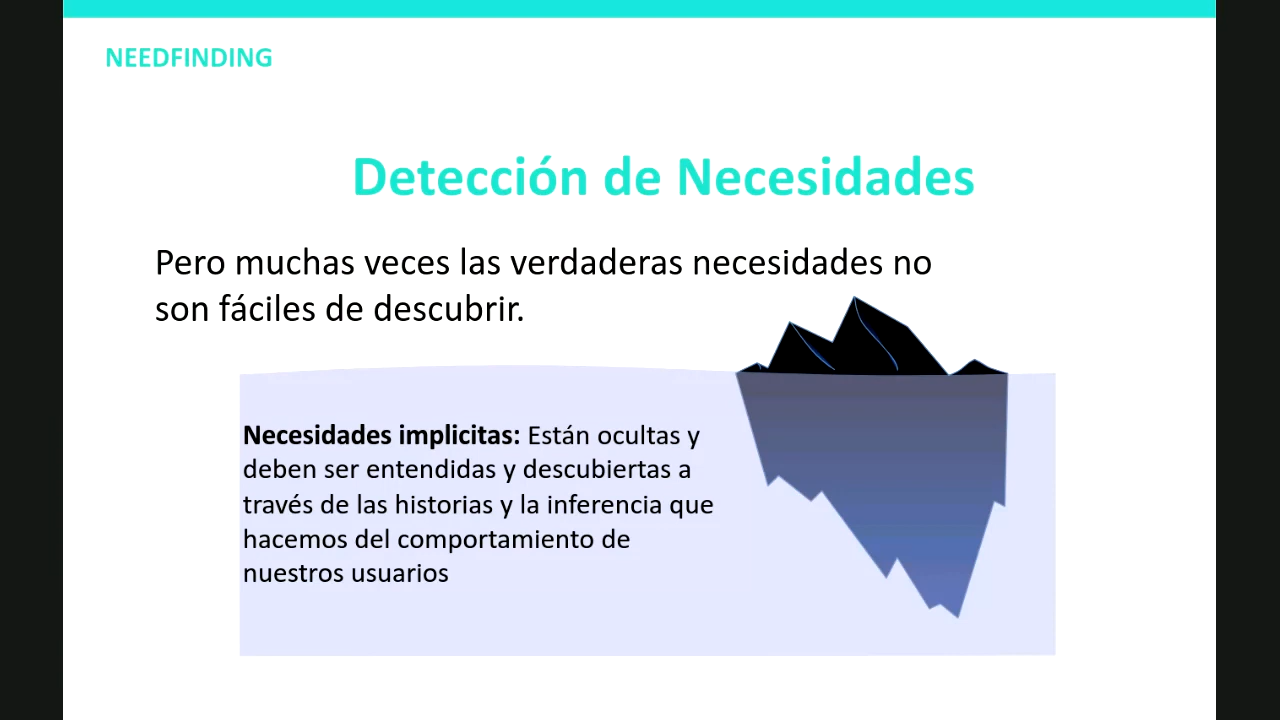 NEEDFINDING
Detección de Necesidades
Pero muchas veces las verdaderas necesidades no
son fáciles de descubrir.
Necesidades implicitas: Están ocultas y
deben ser entendidas y descubiertas a
través de las historias y la inferencia que
hacemos del comportamiento de
nuestros usuarios